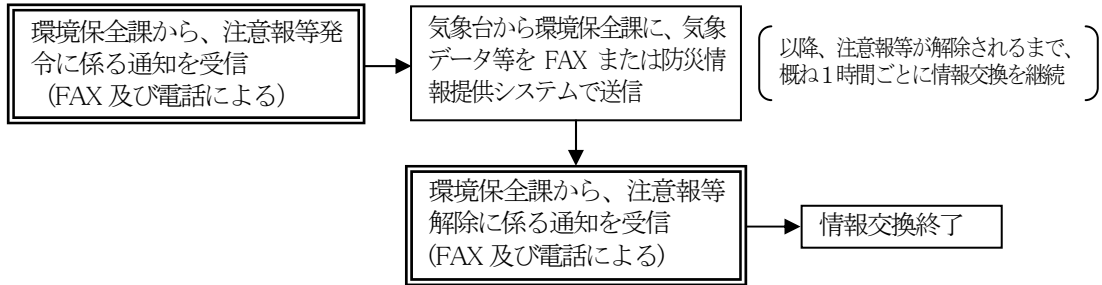 環境保全課から、注意報等発
令に係る通知を受信
（FAX 及び電話による）
気象台から環境保全課に、気象
データ等を FAX または防災情
報提供システムで送信
以降、注意報等が解除されるまで、
概ね１時間ごとに情報交換を継続
環境保全課から、注意報等
解除に係る通知を受信
(FAX 及び電話による）
情報交換終了